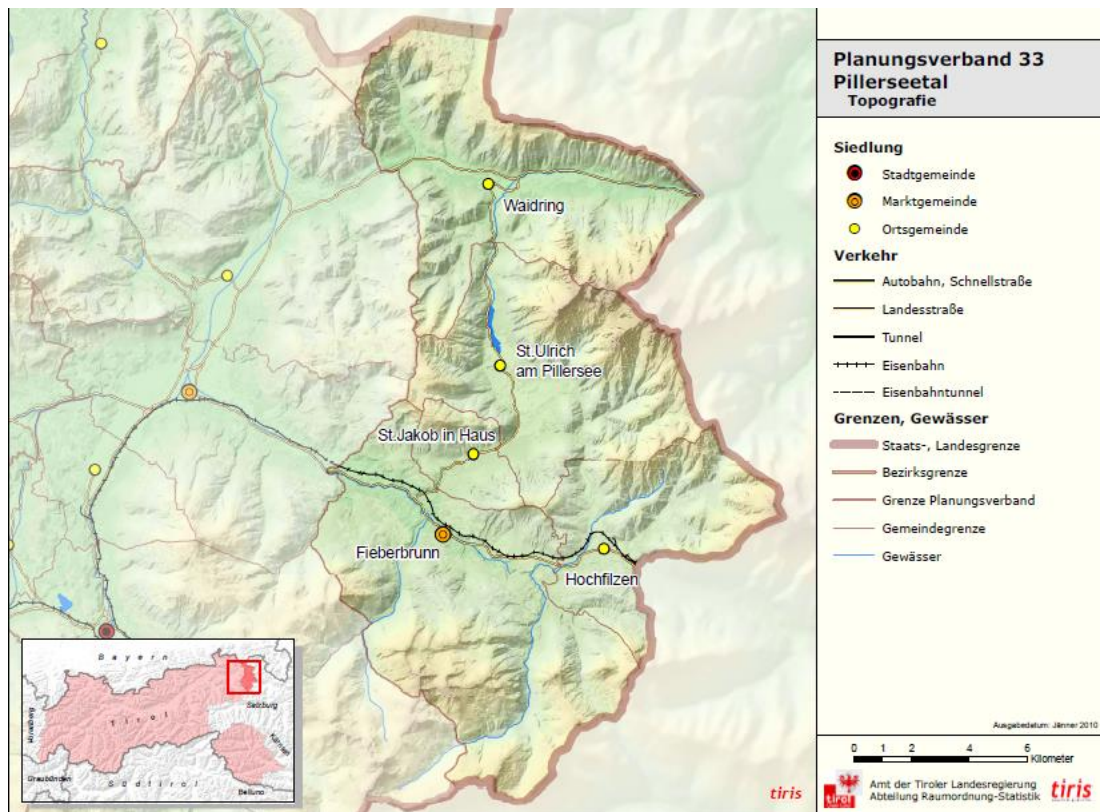 Waidring
St.Ulrich
am Pillersee
St.Jakob in Haus
Fieberbrunn
Hochfilzen
Bayern
Tirol
Salzburg
Vorarlberg
Kärnten
Graubünden
Südtirol
Belluno
tiris
Planungsverband 33
Pillerseetal
Topografie
Siedlung
Stadtgemeinde
Marktgemeinde
Ortsgemeinde
Verkehr
Autobahn, Schnellstraße
Landesstraße
Tunnel
Eisenbahn
Eisenbahntunnel
Grenzen, Gewässer
Staats-, Landesgrenze
Bezirksgrenze
Grenze Planungsverband
Gemeindegrenze
Gewässer
Ausgabedatum: Jänner 2010
0 1 2 4 6
Kilometer
tirol
Amt der Tiroler Landesregierung
Abteilung Raumordnung-Statistik
tiris